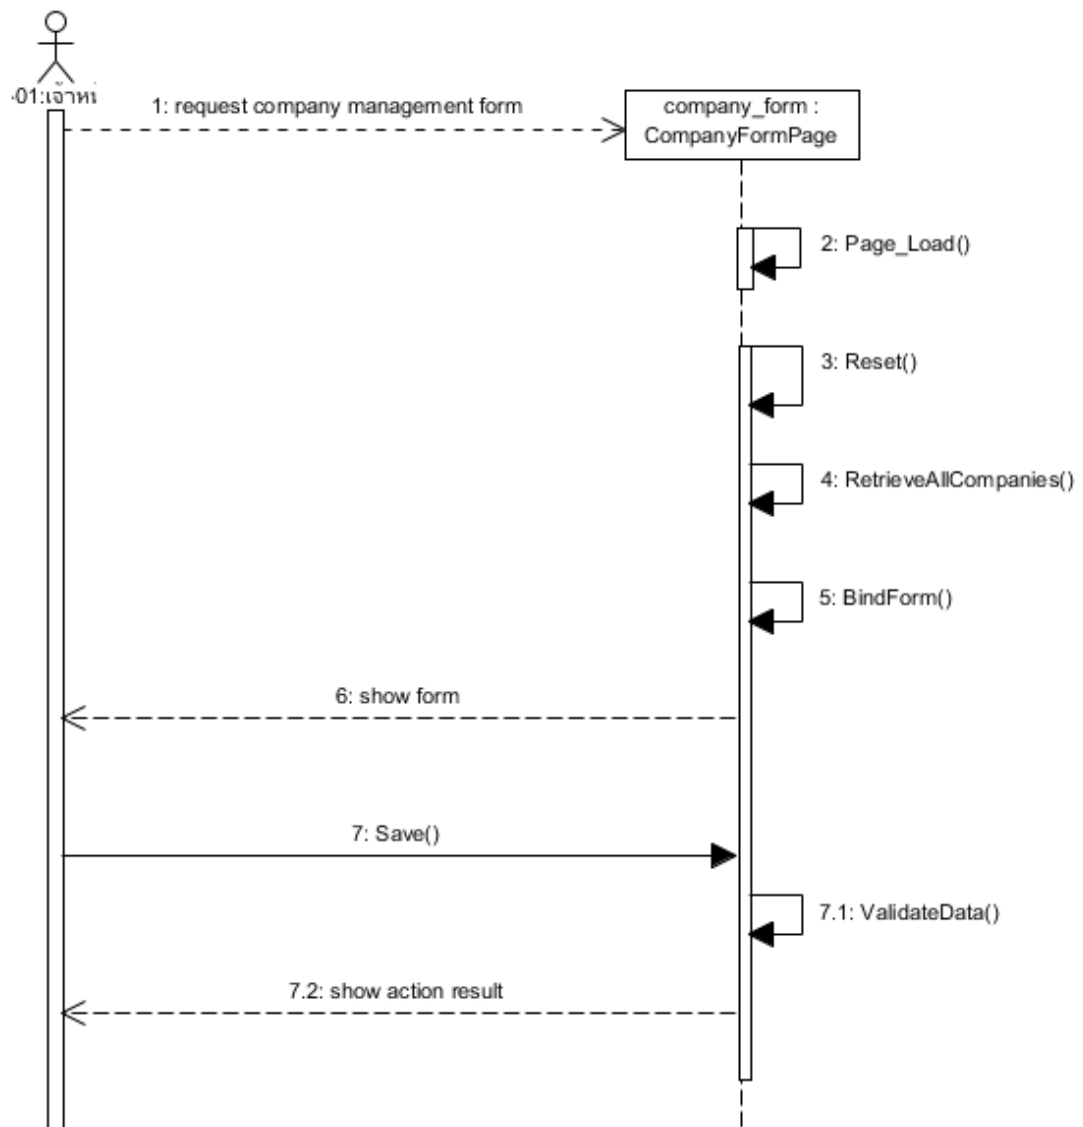 01:เจ้าหน
1: request company management form
company_form :
CompanyFormPage
2: Page_Load()
3: Reset()
4: RetrieveAllCompanies()
5: BindForm()
6: show form
7: Save()
7.1: ValidateData()
7.2: show action result